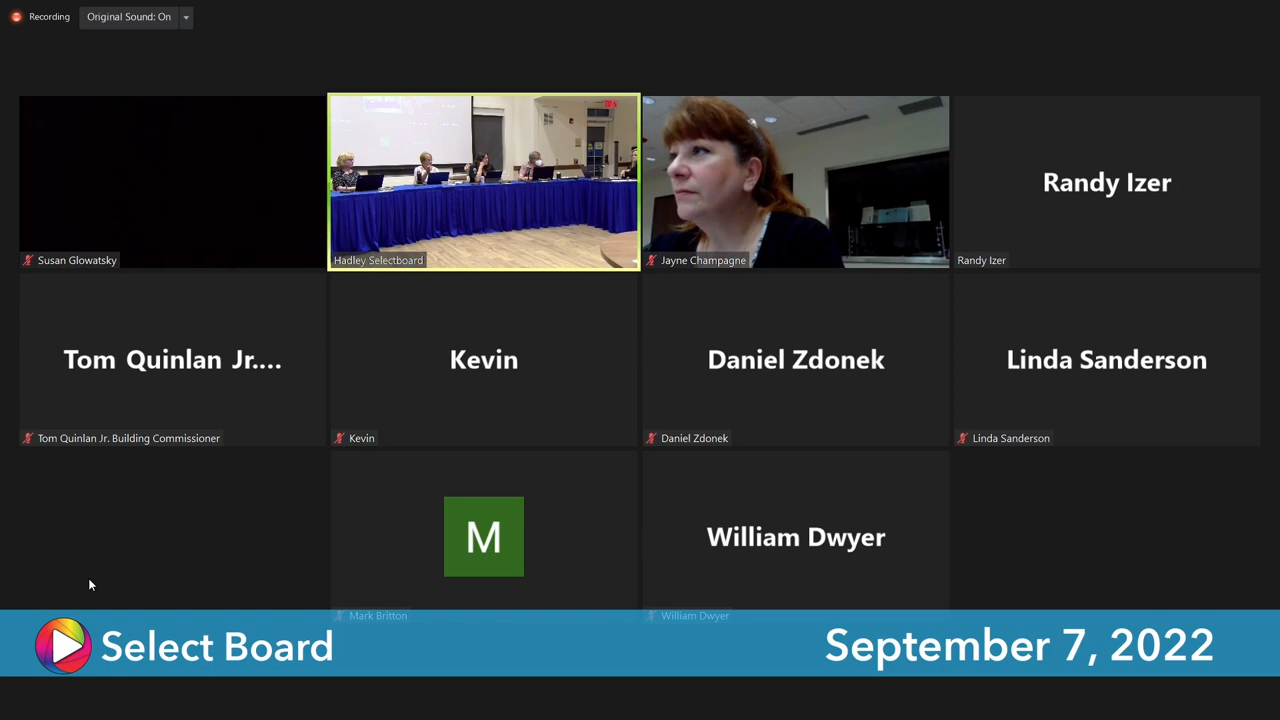 Recording
Original Sound: On
Susan Glowatsky
Hadley Selectboard
Jayne Champagne
Randy Izer
Randy Izer
Tom Quinlan Jr....
Kevin
Daniel Zdonek
Linda Sanderson
Tom Quinlan Jr. Building Commissioner
Kevin
Daniel Zdonek
Linda Sanderson
M
William Dwyer
Mark Britton
William Dwyer
Select Board
September 7, 2022